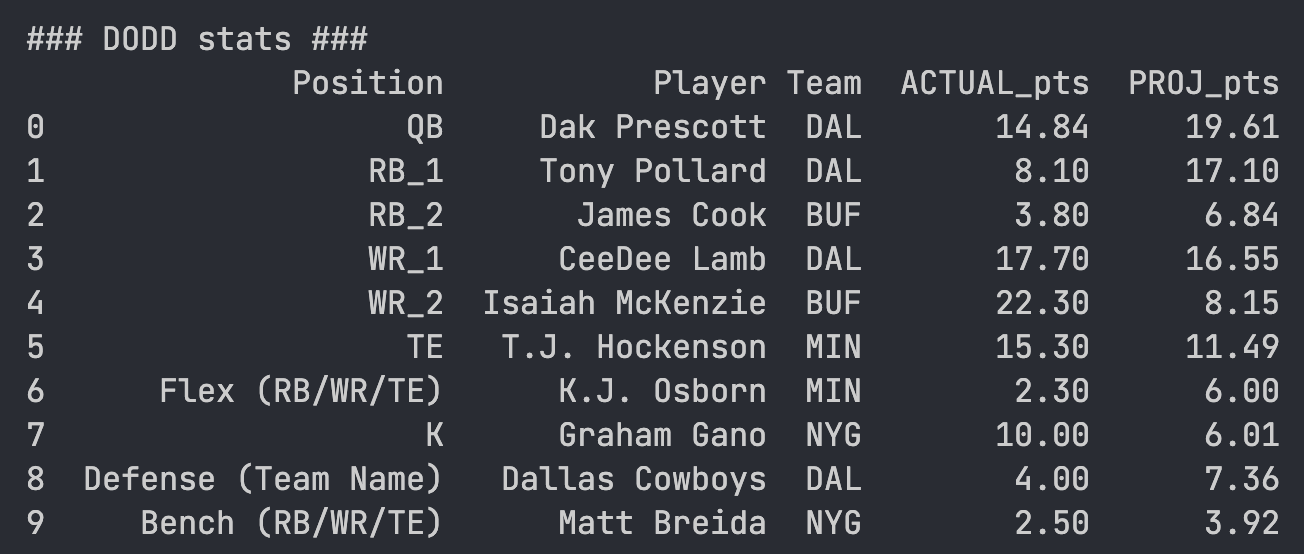 ### DODD stats ###
Position Player Team ACTUAL_pts PROJ_pts
0 QB Dak Prescott DAL 14.84 19.61
1 RB_1 Tony Pollard DAL 8.10 17.10
2 RB_2 James Cook BUF 3.80 6.84
3 WR_1 CeeDee Lamb DAL 17.70 16.55
4 WR_2 Isaiah McKenzie BUF 22.30 8.15
5 TE T.J. Hockenson MIN 15.30 11.49
6 Flex (RB/WR/TE) K.J. Osborn MIN 2.30 6.00
7 K Graham Gano NYG 10.00 6.01
8 Defense (Team Name) Dallas Cowboys DAL 4.00 7.36
9 Bench (RB/WR/TE) Matt Breida NYG 2.50 3.92